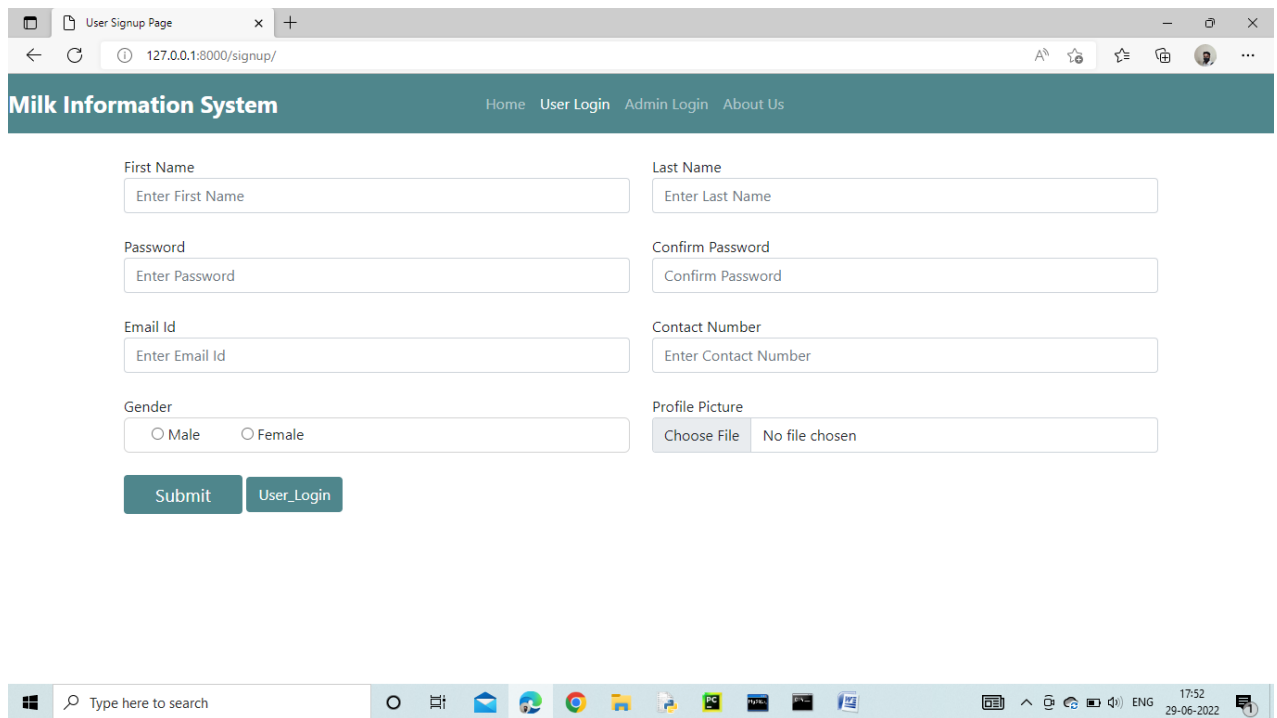 User Signup Page
127.0.0.1:8000/signup/
Milk Information System Home User Login Admin Login About Us
First Name Last Name
Enter First Name Enter Last Name
Password Confirm Password
Enter Password Confirm Password
Email Id Contact Number
Enter Email Id Enter Contact Number
Gender Profile Picture
Male Female Choose File No file chosen
Submit User_Login
Type here to search ENG 17:52
29-06-2022